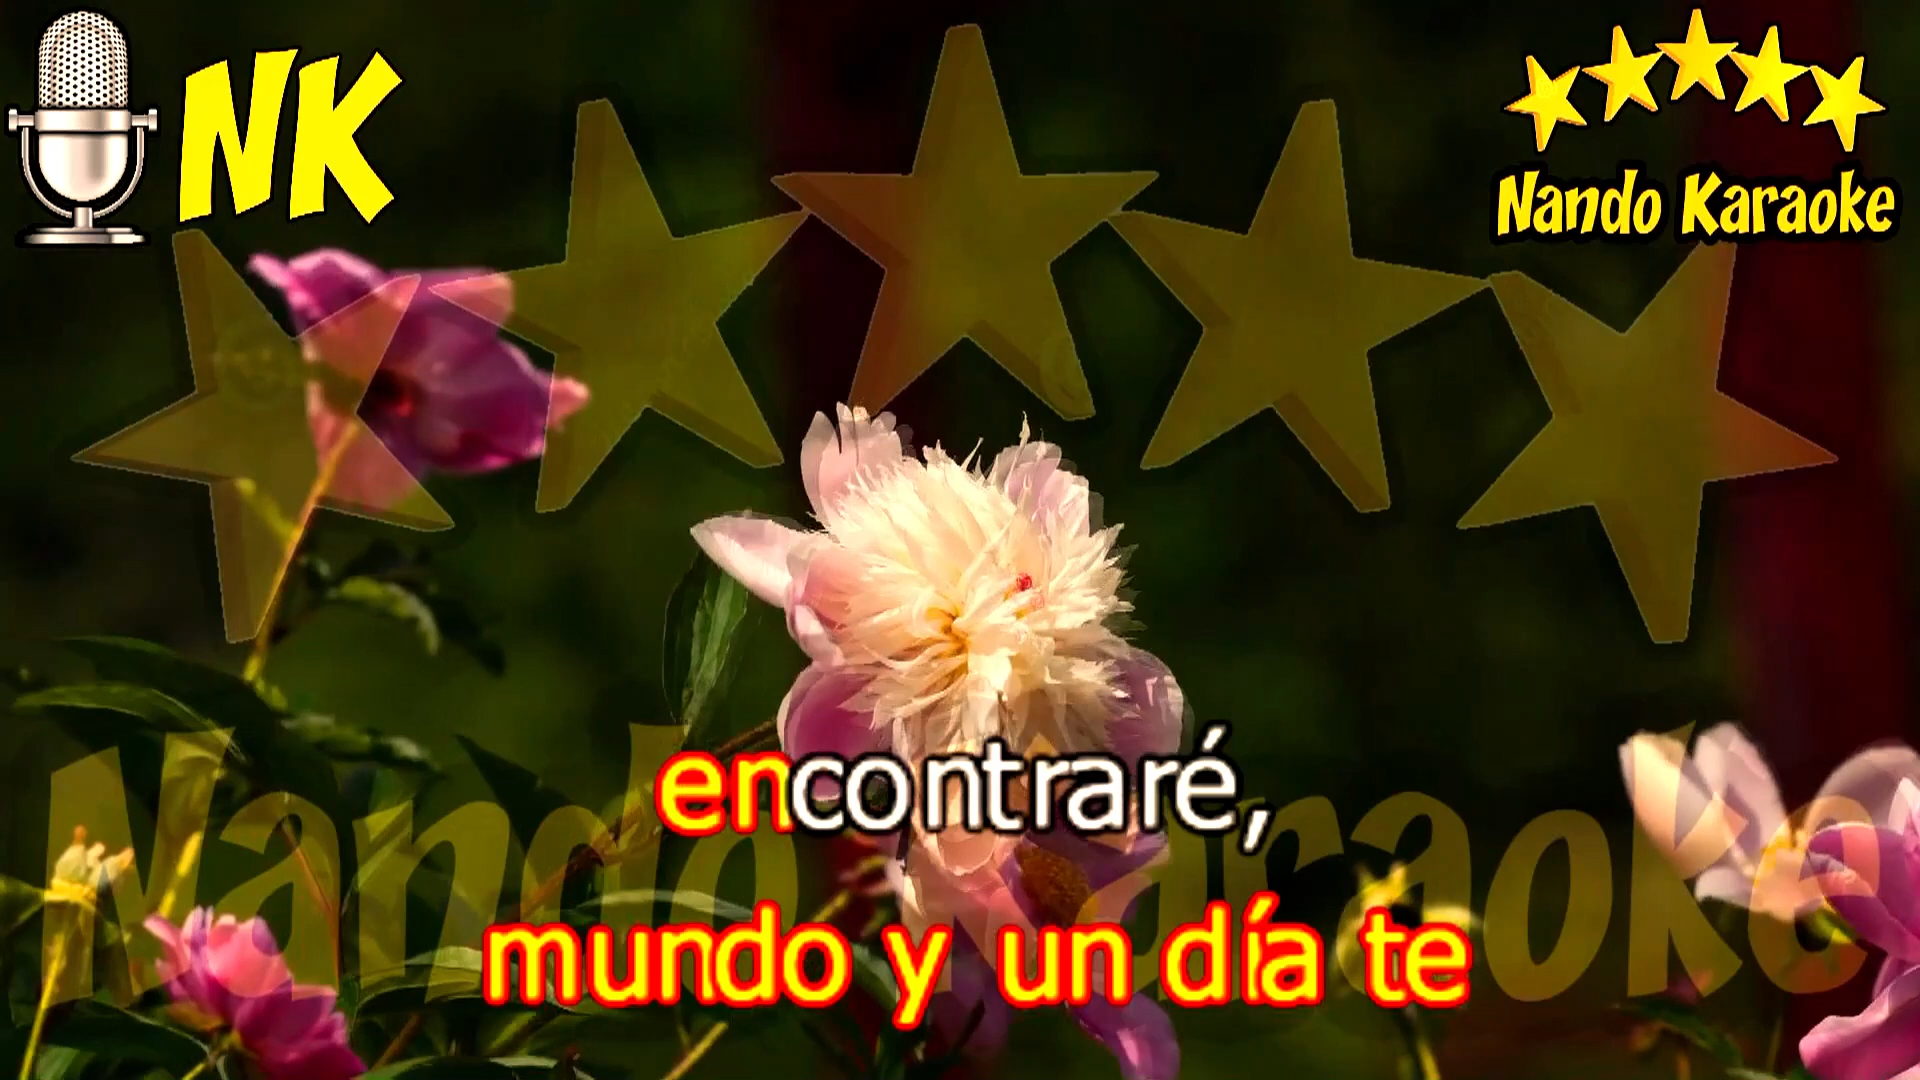 NK
Nando Karaoke
encontraré,
mundo y un día te
Nando Karaoke